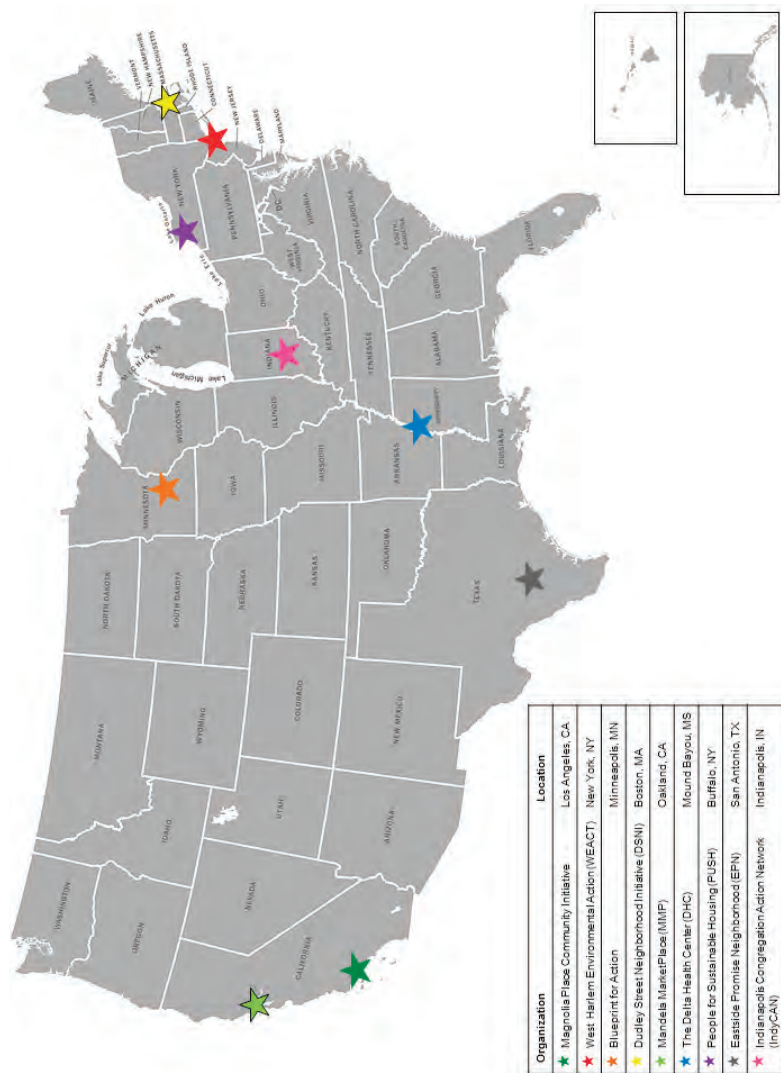 WASHINGTON
OREGON
CALIFORNIA
NEVADA
IDAHO
MONTANA
WYOMING
UTAH
ARIZONA
COLORADO
NEW MEXICO
NORTH DAKOTA
SOUTH DAKOTA
NEBRASKA
KANSAS
OKLAHOMA
TEXAS
MINNESOTA
IOWA
MISSOURI
ARKANSAS
LOUISIANA
WISCONSIN
ILLINOIS
MICHIGAN
Lake Superior
Lake Michigan
Lake Huron
Lake Erie
Lake Ontario
INDIANA
OHIO
KENTUCKY
TENNESSEE
MISSISSIPPI
ALABAMA
GEORGIA
FLORIDA
SOUTH CAROLINA
NORTH CAROLINA
VIRGINIA
WEST VIRGINIA
D.C.
PENNSYLVANIA
NEW YORK
MAINE
VERMONT
NEW HAMPSHIRE
MASSACHUSETTS
RHODE ISLAND
CONNECTICUT
NEW JERSEY
DELAWARE
MARYLAND
HAWAII
Organization Location
Magnolia Place Community Initiative Los Angeles, CA
West Harlem Environmental Action (WEACT) New York, NY
Blueprint for Action Minneapolis, MN
Dudley Street Neighborhood Initiative (DSNI) Boston, MA
Mandela MarketPlace (MMP) Oakland, CA
The Delta Health Center (DHC) Mound Bayou, MS
People for Sustainable Housing (PUSH) Buffalo, NY
Eastside Promise Neighborhood (EPN) San Antonio, TX
Indianapolis Congregation Action Network Indianapolis, IN
(IndyCAN)